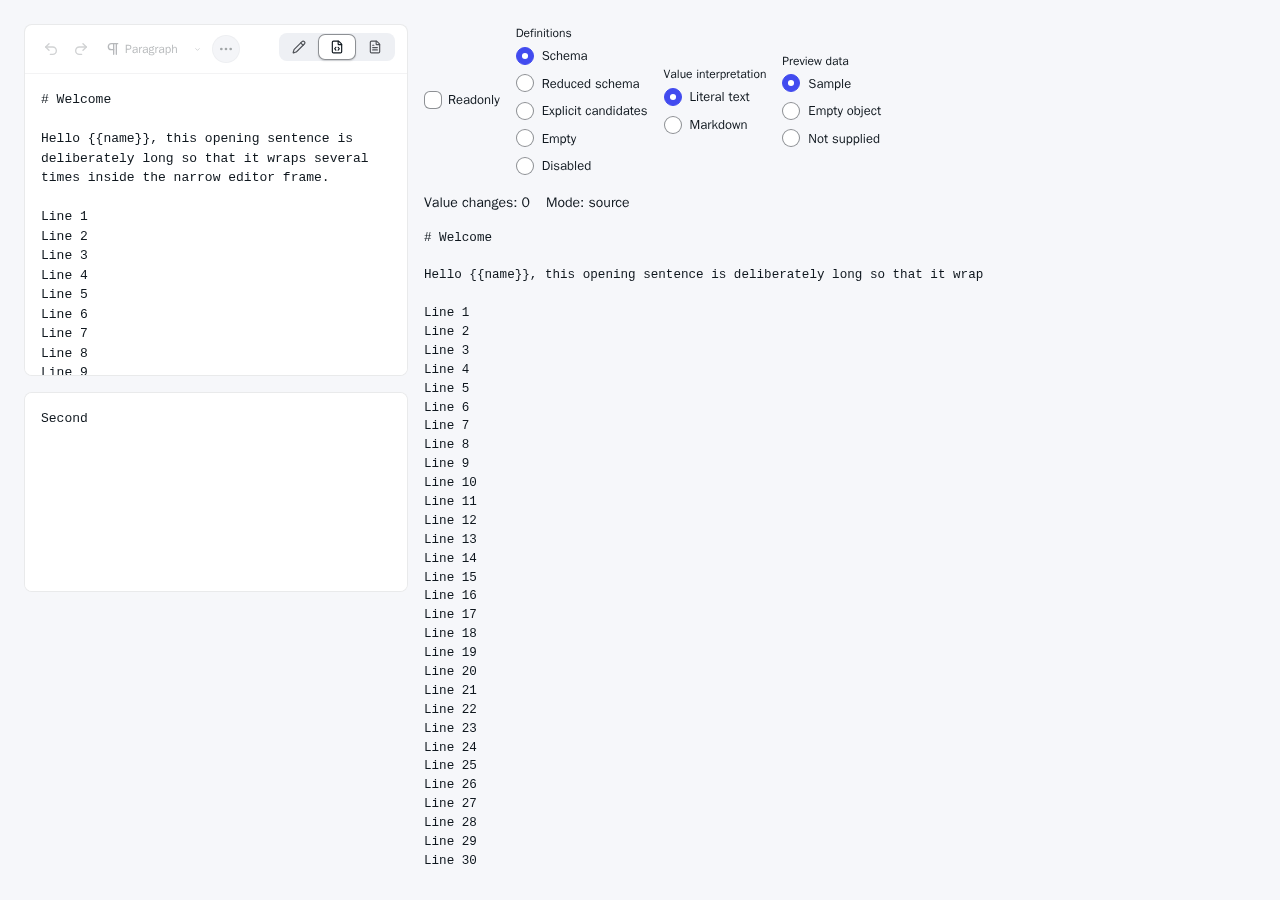 Paragraph
# Welcome
Hello {{name}}, this opening sentence is
deliberately long so that it wraps several
times inside the narrow editor frame.
Line 1
Line 2
Line 3
Line 4
Line 5
Line 6
Line 7
Line 8
Line 9
Second
Readonly
Definitions
Schema
Reduced schema
Explicit candidates
Empty
Disabled
Value interpretation
Literal text
Markdown
Preview data
Sample
Empty object
Not supplied
Value changes: 0 Mode: source
# Welcome
Hello {{name}}, this opening sentence is deliberately long so that it wrap
Line 1
Line 2
Line 3
Line 4
Line 5
Line 6
Line 7
Line 8
Line 9
Line 10
Line 11
Line 12
Line 13
Line 14
Line 15
Line 16
Line 17
Line 18
Line 19
Line 20
Line 21
Line 22
Line 23
Line 24
Line 25
Line 26
Line 27
Line 28
Line 29
Line 30